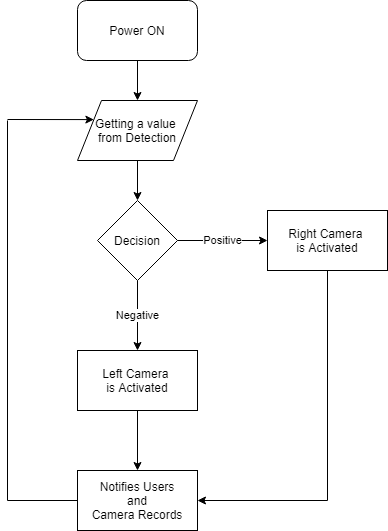 Power ON
Getting a value
from Detection
Decision
Positive
Right Camera
is Activated
Negative
Left Camera
is Activated
Notifies Users
and
Camera Records